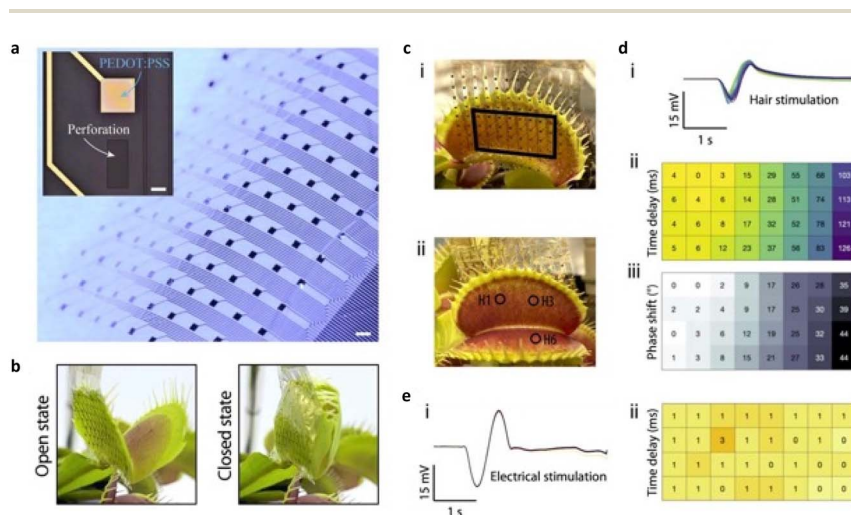 a
PEDOT:PSS
Perforation
b
Open state
Closed state
c
i
ii
H1
H3
H6
d
i
15 mV
1 s
Hair stimulation
ii
Time delay (ms)
4 0 3 15 29 55 68 103
6 4 6 14 28 51 74 113
4 6 8 17 32 52 78 121
5 6 12 23 37 56 83 126
iii
Phase shift (°)
0 0 2 9 17 26 28 35
2 2 4 9 17 25 30 39
0 3 6 12 19 25 32 44
1 3 8 15 21 27 33 44
e
i
15 mV
1 s
Electrical stimulation
ii
Time delay (ms)
1 1 1 1 1 1 1 1
1 1 3 1 1 0 1 0
1 1 1 1 0 1 0 0
1 1 0 1 1 1 0 0